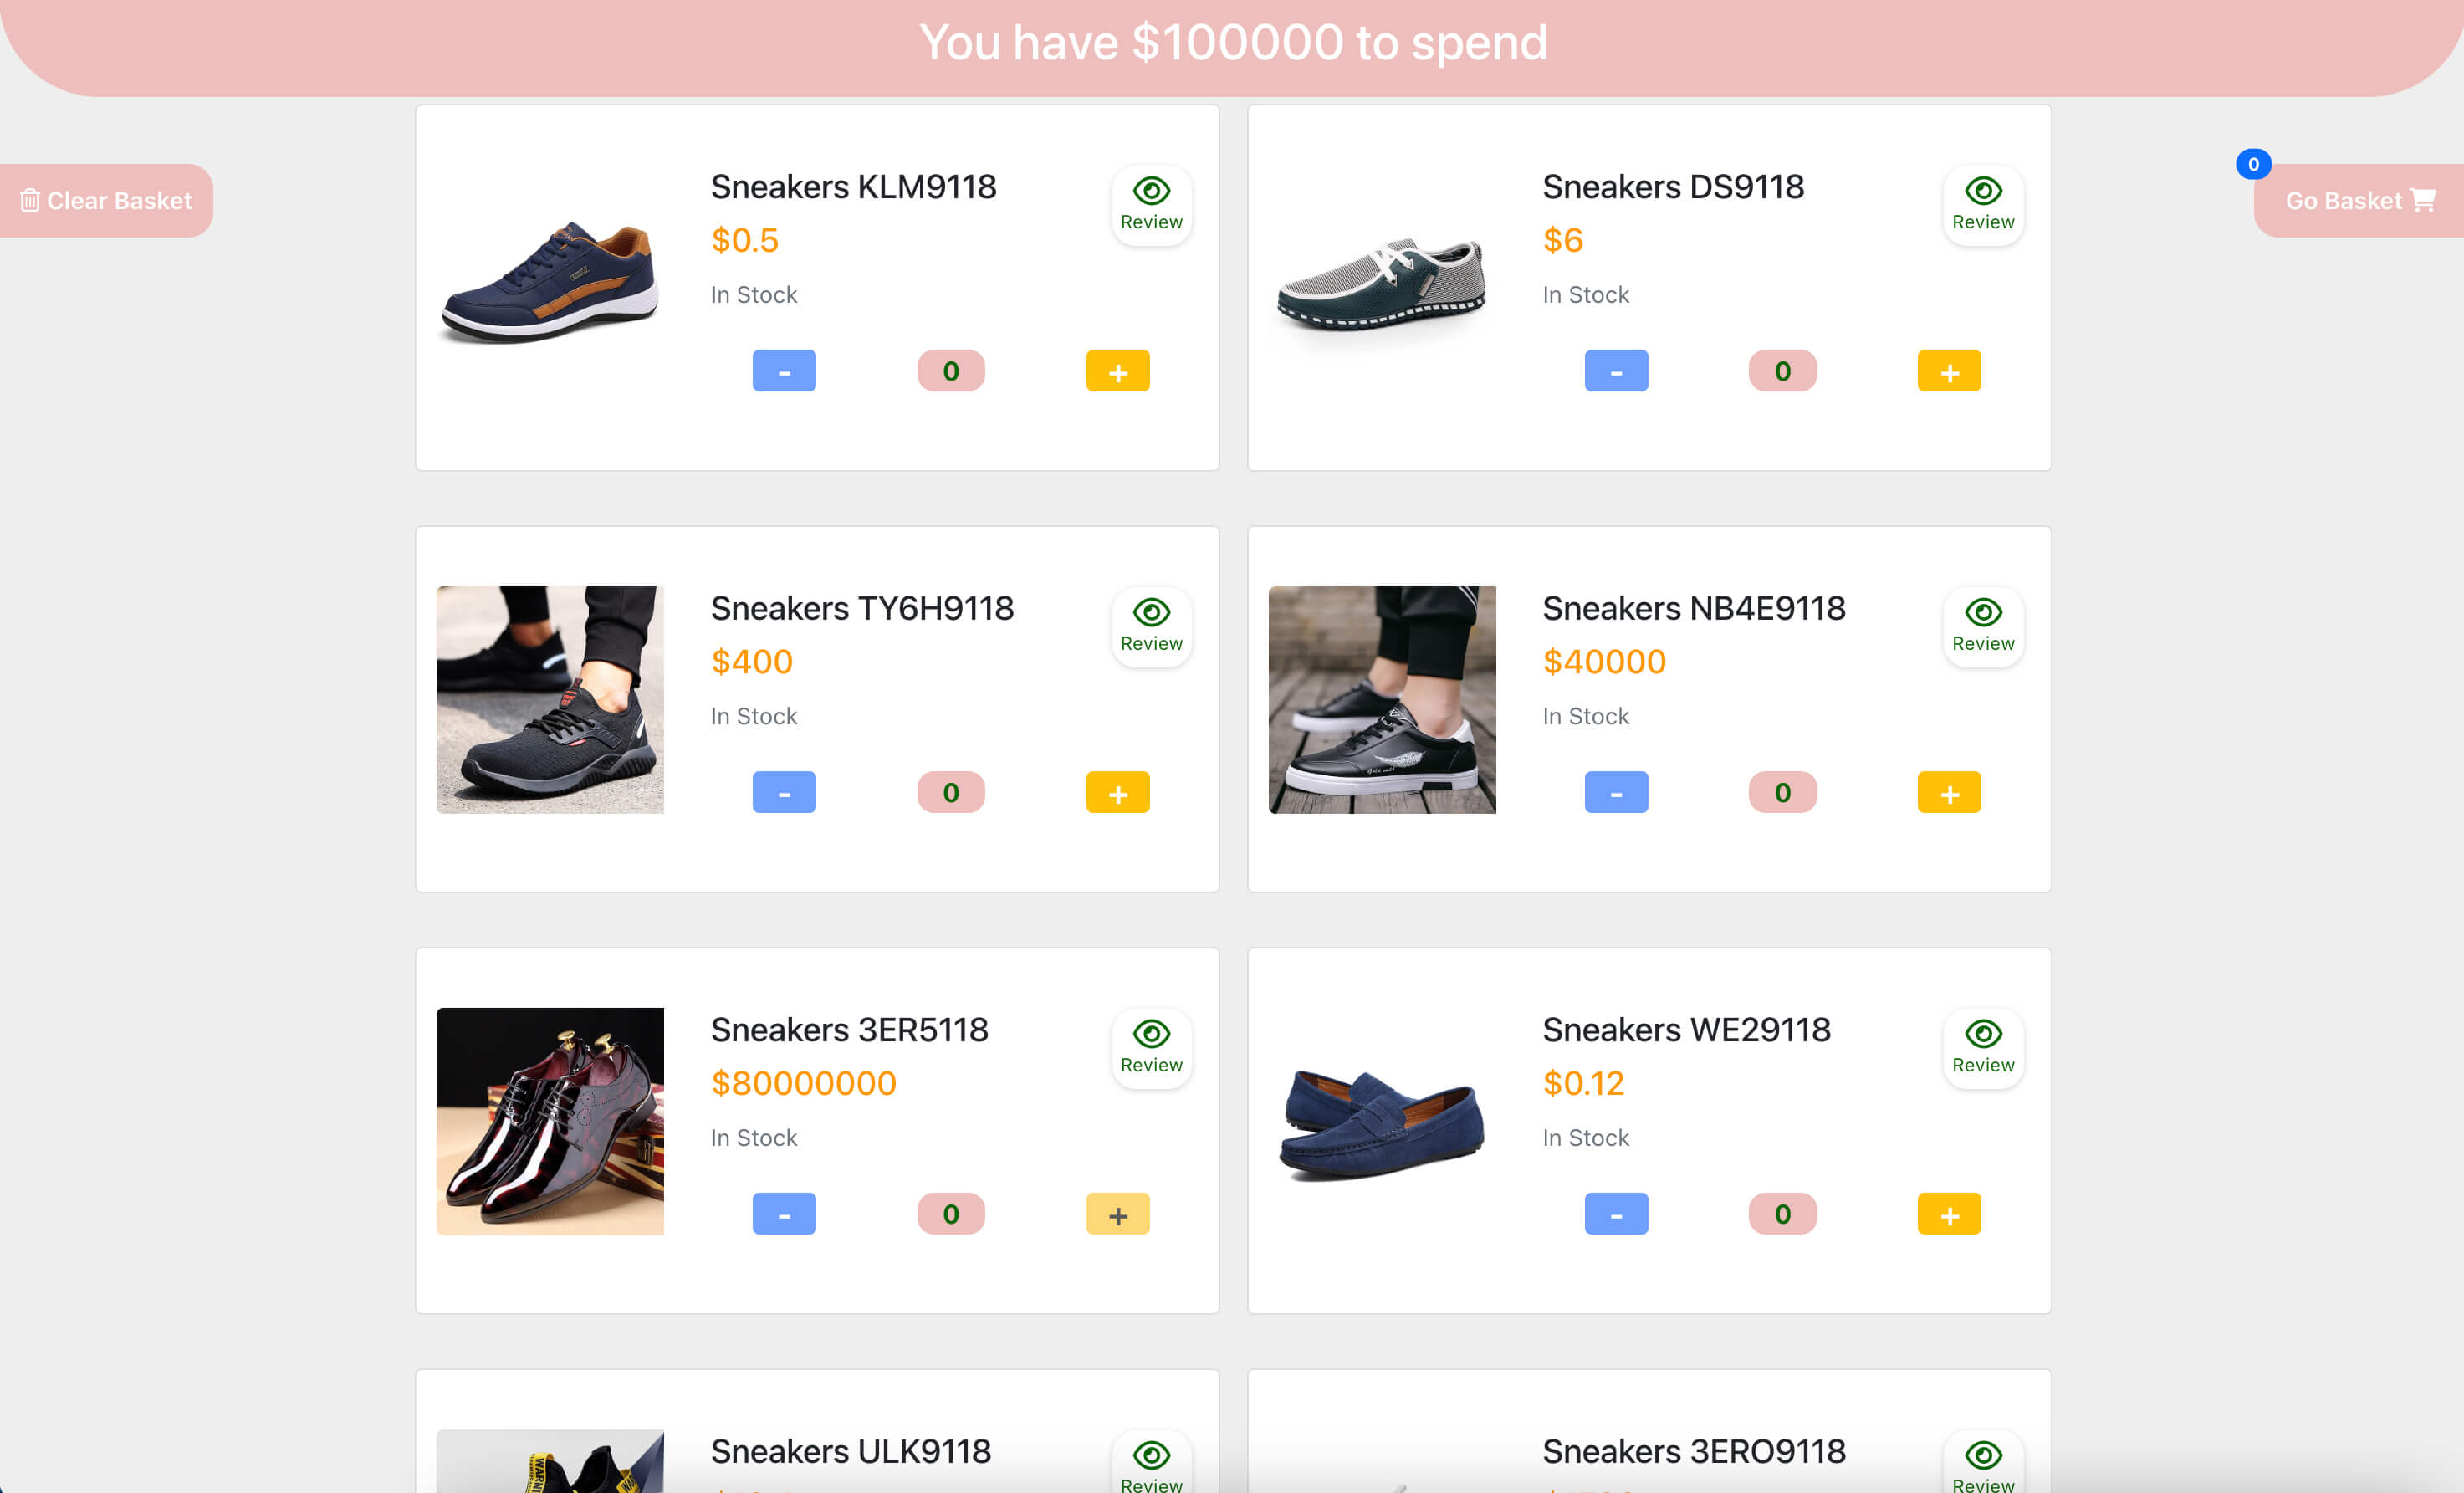 You have $100000 to spend
Clear Basket
0
Go Basket
Sneakers KLM9118
Review
$0.5
In Stock
- 0 +
Sneakers DS9118
Review
$6
In Stock
- 0 +
Sneakers TY6H9118
Review
$400
In Stock
- 0 +
Sneakers NB4E9118
Review
$40000
In Stock
- 0 +
Sneakers 3ER5118
Review
$80000000
In Stock
- 0 +
Sneakers WE29118
Review
$0.12
In Stock
- 0 +
Sneakers ULK9118
Review
Sneakers 3ERO9118
Review